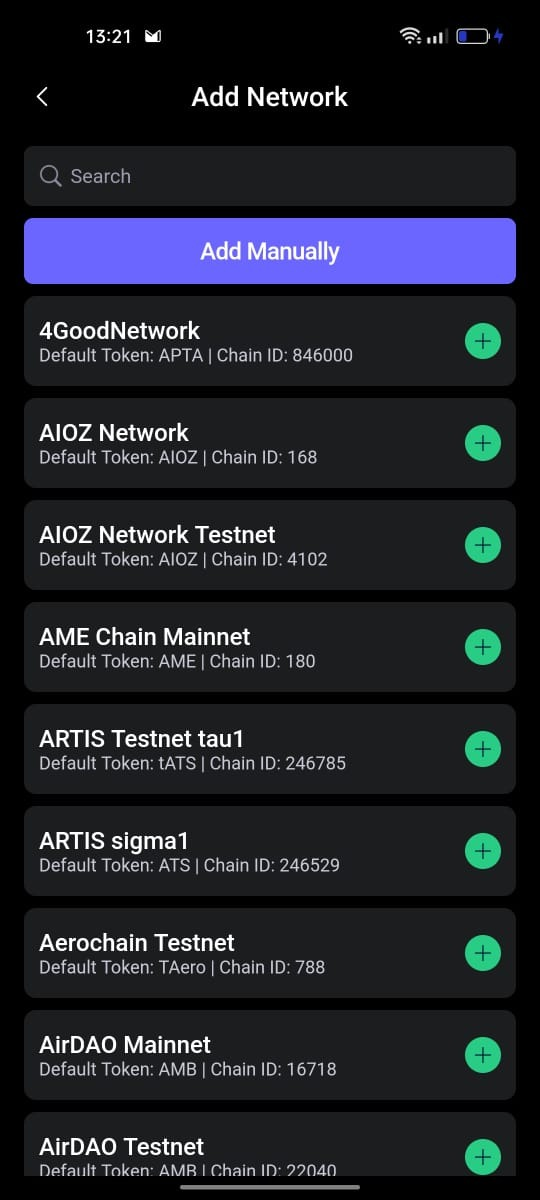 13:21
Add Network
Search
Add Manually
4GoodNetwork
Default Token: APTA | Chain ID: 846000
AIOZ Network
Default Token: AIOZ | Chain ID: 168
AIOZ Network Testnet
Default Token: AIOZ | Chain ID: 4102
AME Chain Mainnet
Default Token: AME | Chain ID: 180
ARTIS Testnet tau1
Default Token: tATS | Chain ID: 246785
ARTIS sigma1
Default Token: ATS | Chain ID: 246529
Aerochain Testnet
Default Token: TAero | Chain ID: 788
AirDAO Mainnet
Default Token: AMB | Chain ID: 16718
AirDAO Testnet
Default Token: AMB | Chain ID: 22040